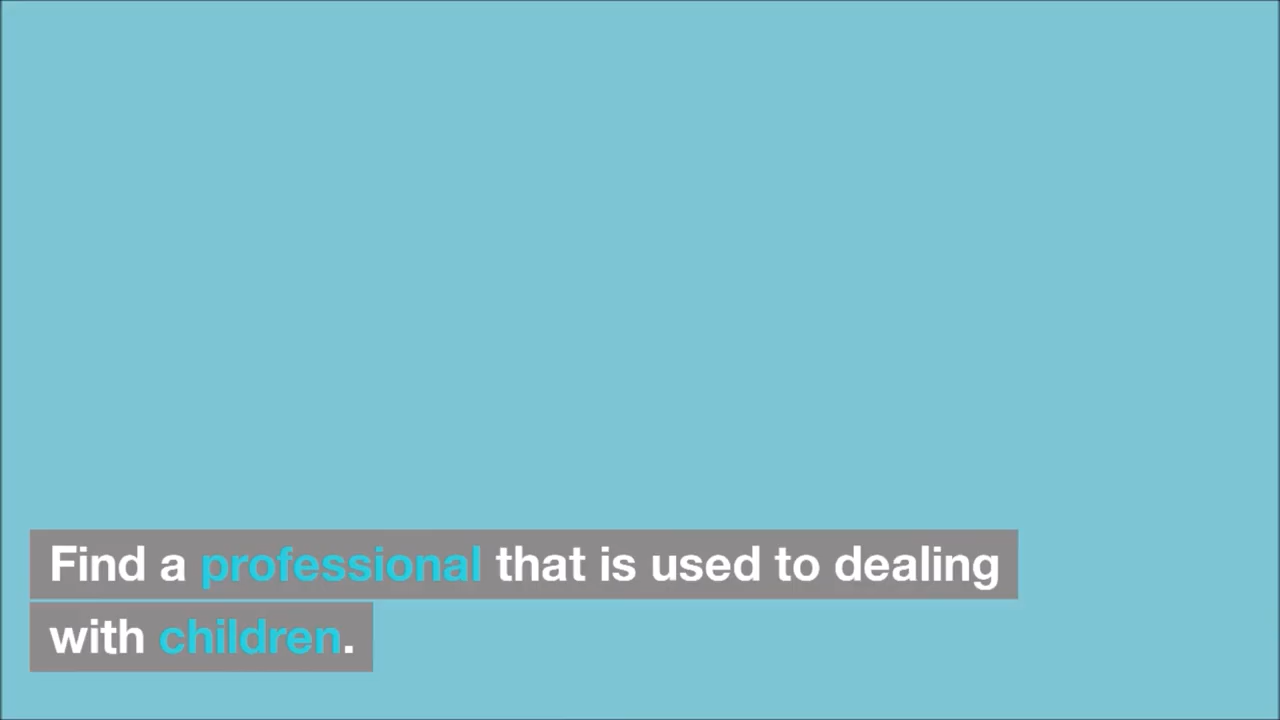 Find a professional that is used to dealing
with children.